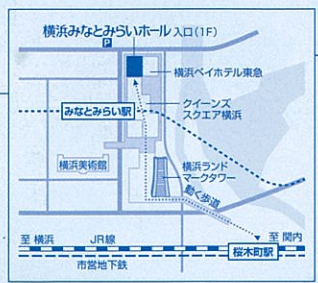 横浜みなとみらいホール 入口(1F)
P
横浜ベイホテル東急
みなとみらい駅
クイーンズ
スクエア横浜
横浜美術館
横浜ランド
マークタワー
動く歩道
至 横浜
JR線
至 関内
桜木町駅
市営地下鉄